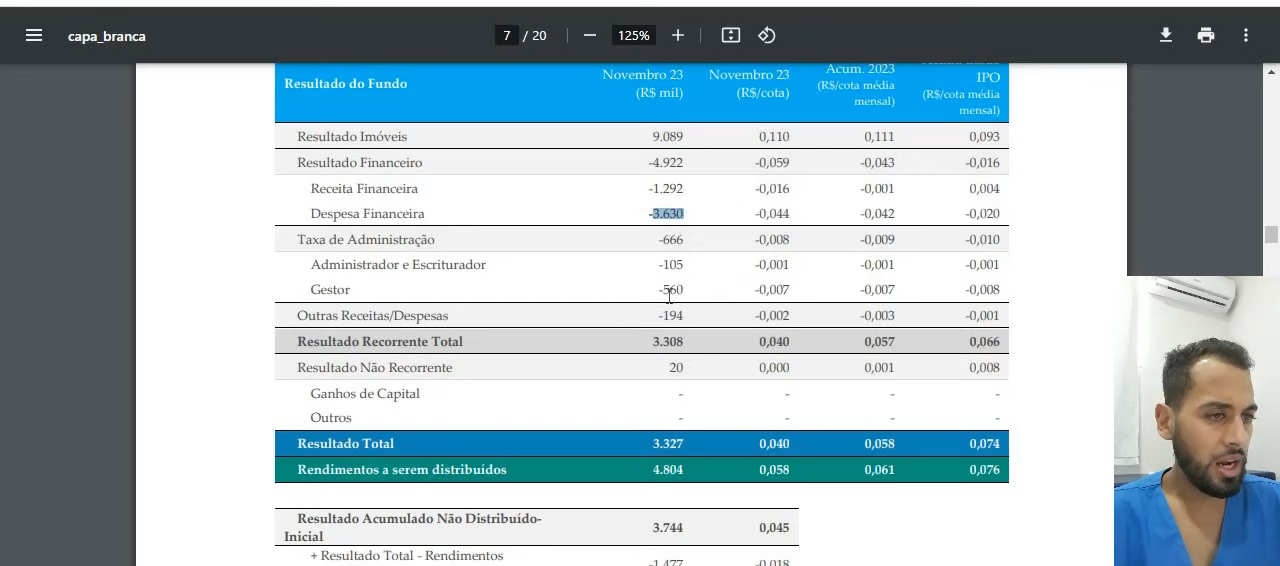 capa_branca 7 / 20 125%
Resultado do Fundo Novembro 23 (R$ mil) Novembro 23 (R$/cota) Acum. 2023 (R$/cota média mensal) IPO (R$/cota média mensal)
Resultado Imóveis 9.089 0,110 0,111 0,093
Resultado Financeiro -4.922 -0,059 -0,043 -0,016
Receita Financeira -1.292 -0,016 -0,001 0,004
Despesa Financeira -3.630 -0,044 -0,042 -0,020
Taxa de Administração -666 -0,008 -0,009 -0,010
Administrador e Escriturador -105 -0,001 -0,001 -0,001
Gestor -560 -0,007 -0,007 -0,008
Outras Receitas/Despesas -194 -0,002 -0,003 -0,001
Resultado Recorrente Total 3.308 0,040 0,057 0,066
Resultado Não Recorrente 20 0,000 0,001 0,008
Ganhos de Capital - - - -
Outros - - - -
Resultado Total 3.327 0,040 0,058 0,074
Rendimentos a serem distribuídos 4.804 0,058 0,061 0,076
Resultado Acumulado Não Distribuído-
Inicial 3.744 0,045
+ Resultado Total - Rendimentos -1.477 -0,018